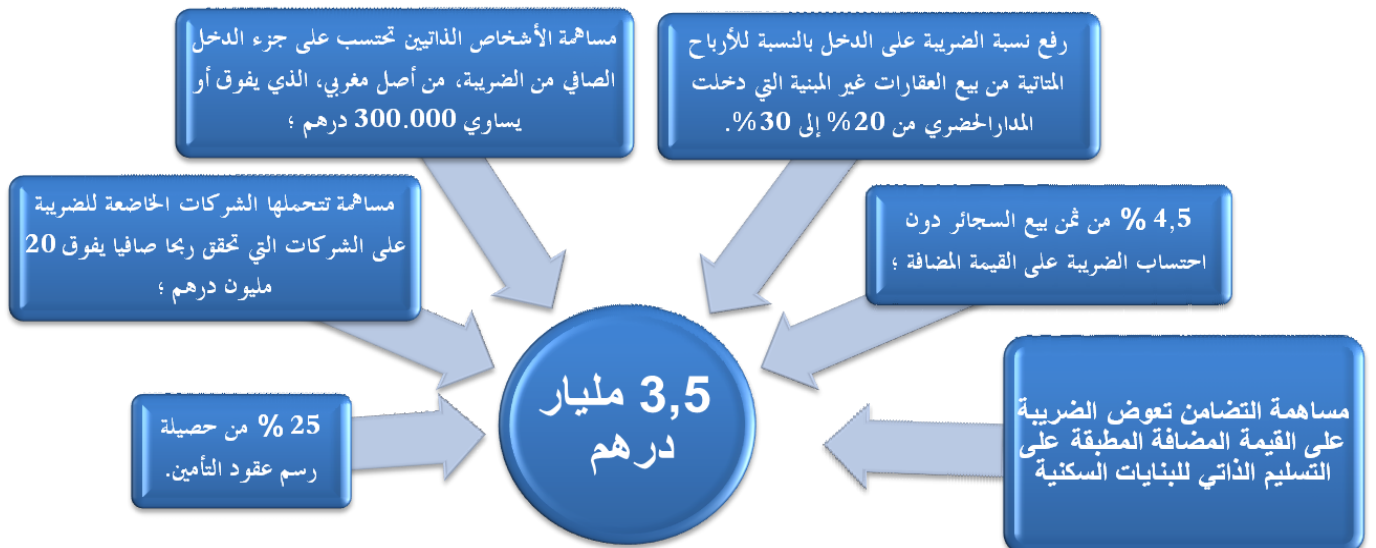 رفع نسبة الضريبة على الدخل بالنسبة للأرباح
المتاتية من بيع العقارات غير المبنية التي دخلت
المدارالحضري من 20% إلى 30%.
مساهمة الأشخاص الذاتيين تحتسب على جزء الدخل
الصافي من الضريبة، من أصل مغربي، الذي يفوق أو
يساوي 300.000 درهم ؛
4,5 % من ثمن بيع السجائر دون
احتساب الضريبة على القيمة المضافة ؛
مساهمة تتحملها الشركات الخاضعة للضريبة
على الشركات التي تحقق ربحا صافيا يفوق 20
مليون درهم ؛
مساهمة التضامن تعوض الضريبة
على القيمة المضافة المطبقة على
التسليم الذاتي للبنايات السكنية
3,5 مليار
درهم
25 % من حصيلة
رسم عقود التأمين.